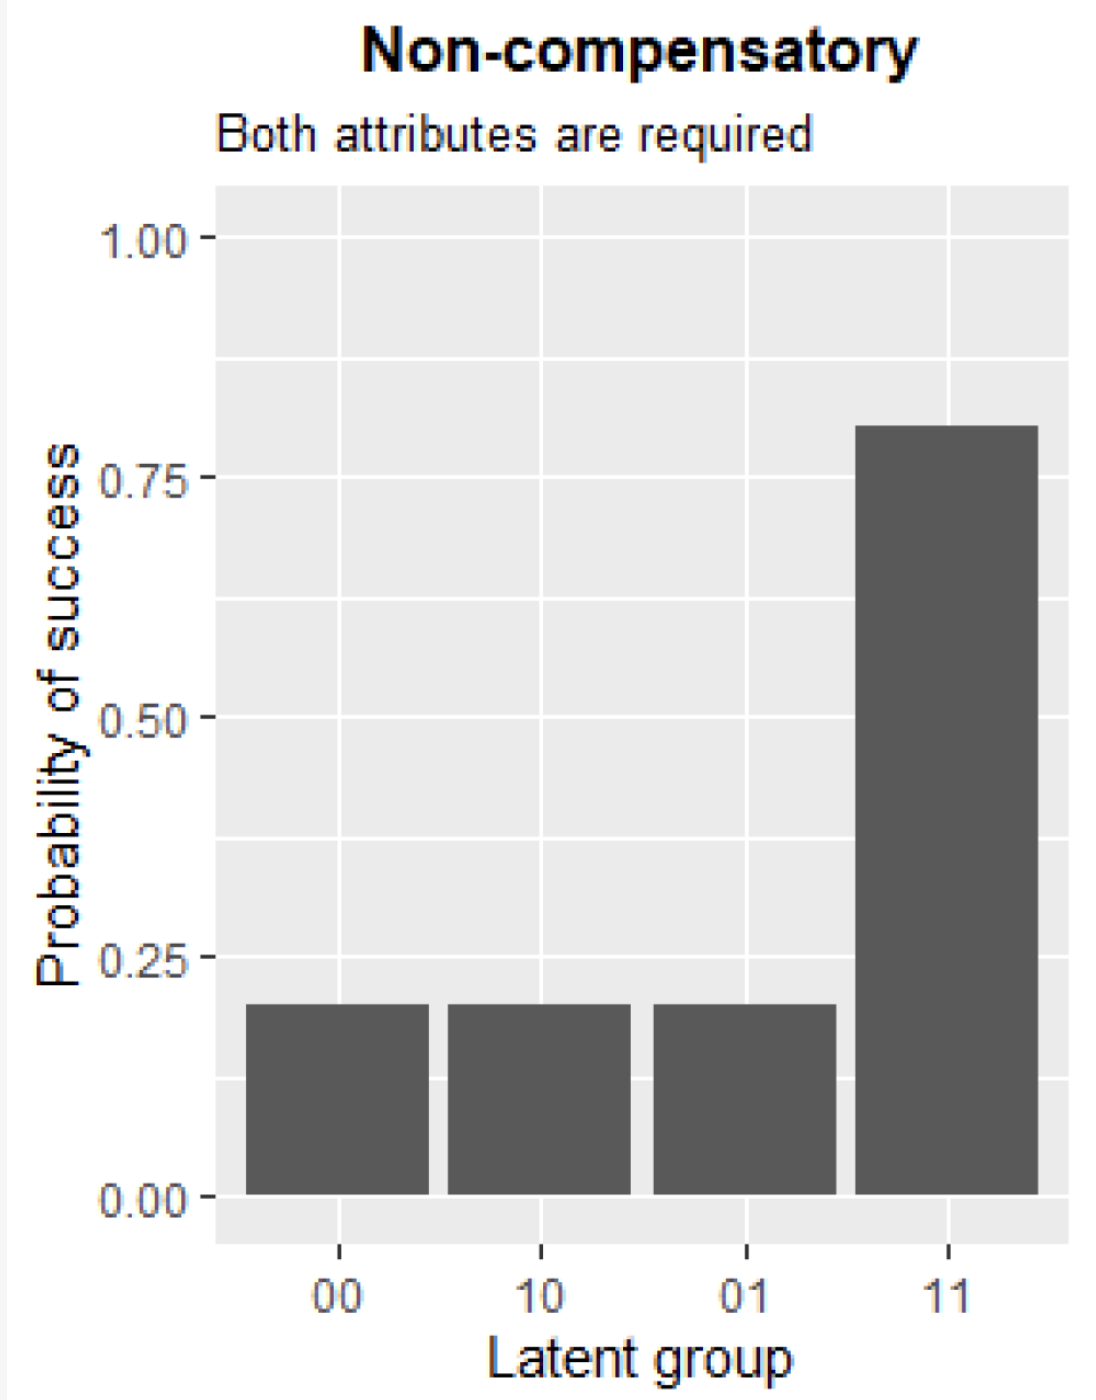 Non-compensatory
Both attributes are required
Probability of success
1.00
0.75
0.50
0.25
0.00
00 10 01 11
Latent group